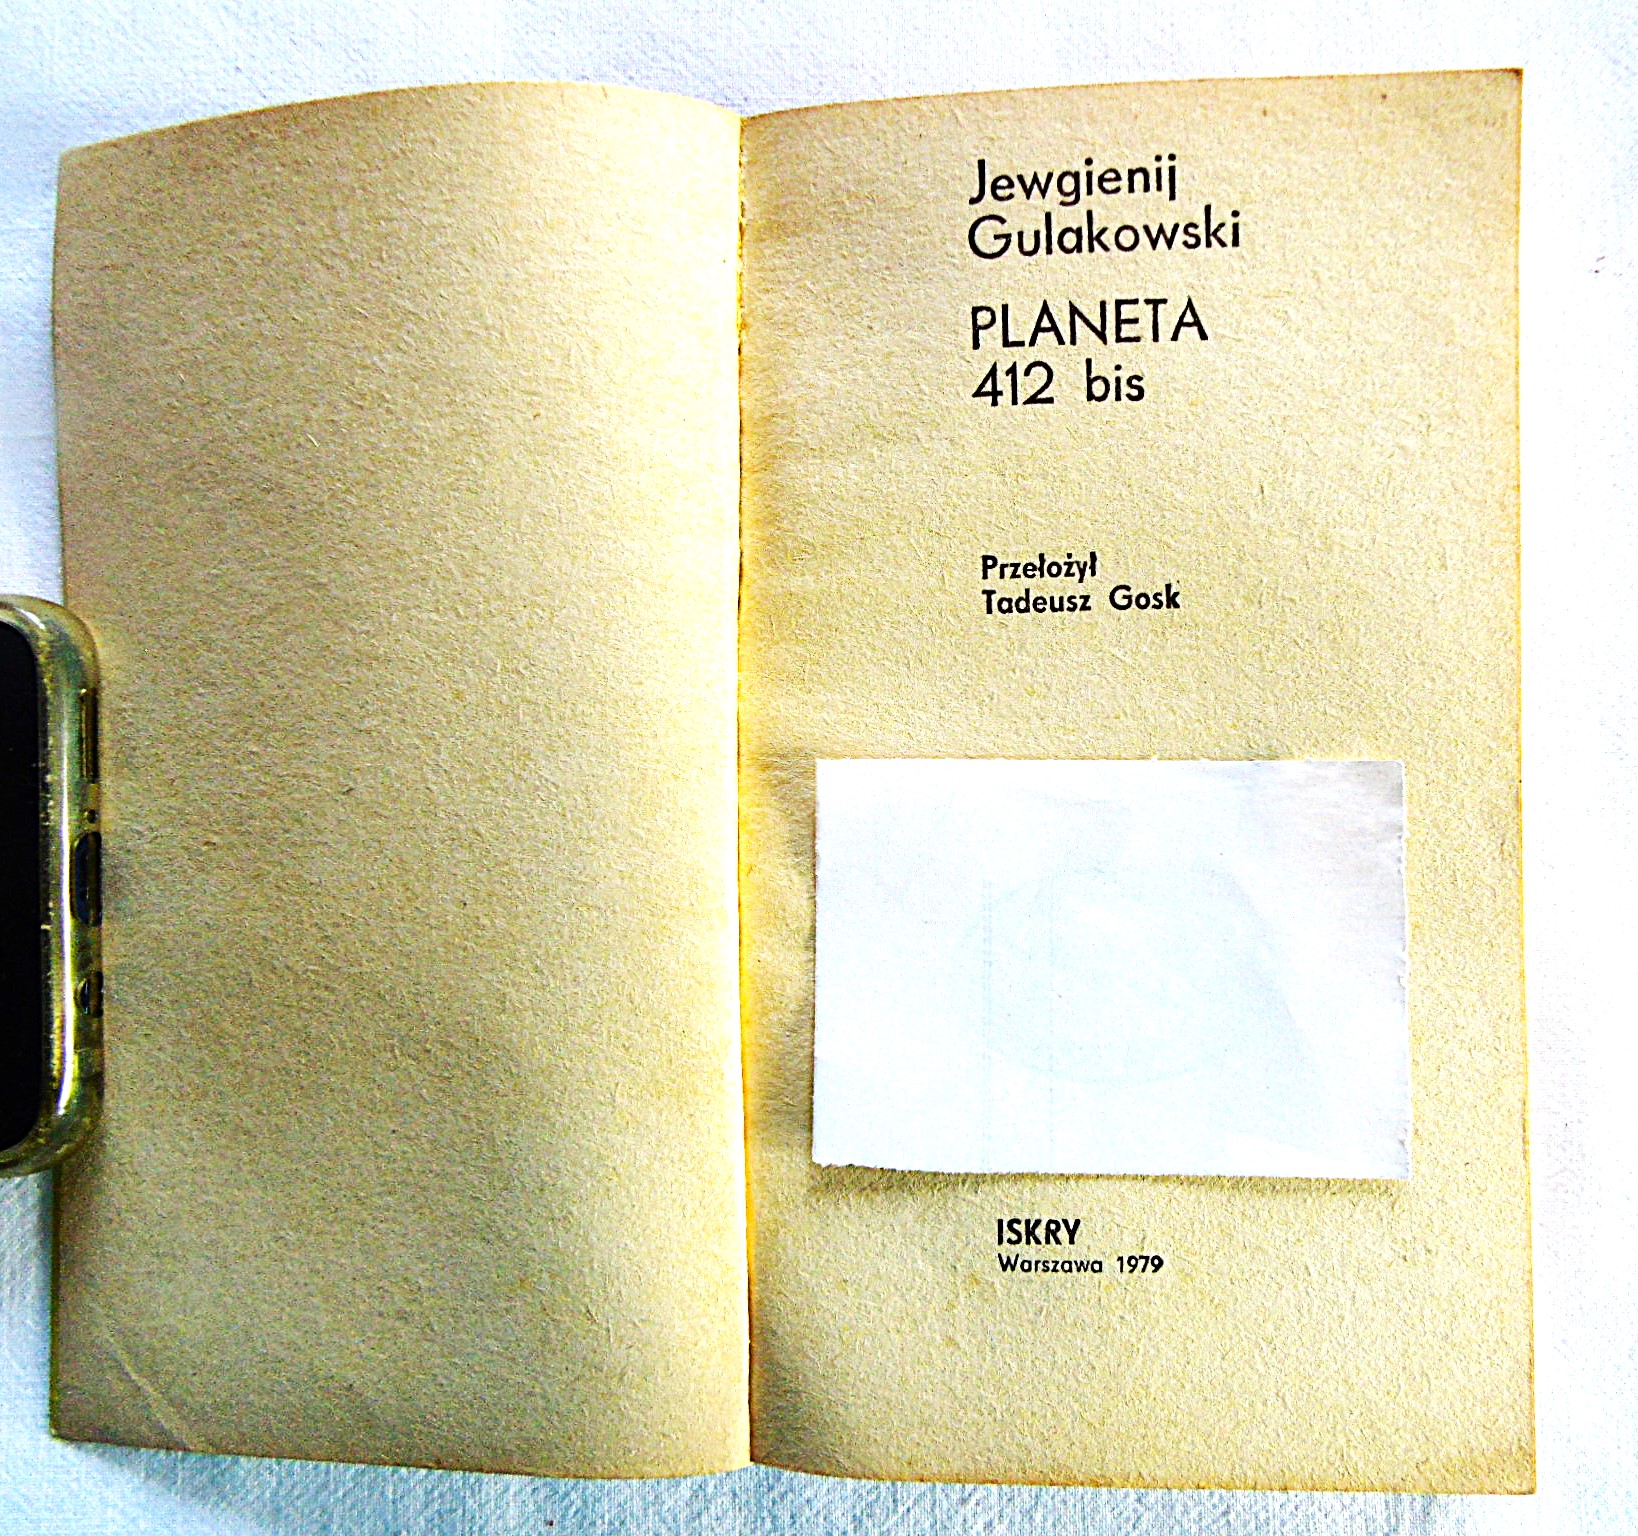 Jewgienij
Gulakowski
PLANETA
412 bis
Przełożył
Tadeusz Gosk
ISKRY
Warszawa 1979